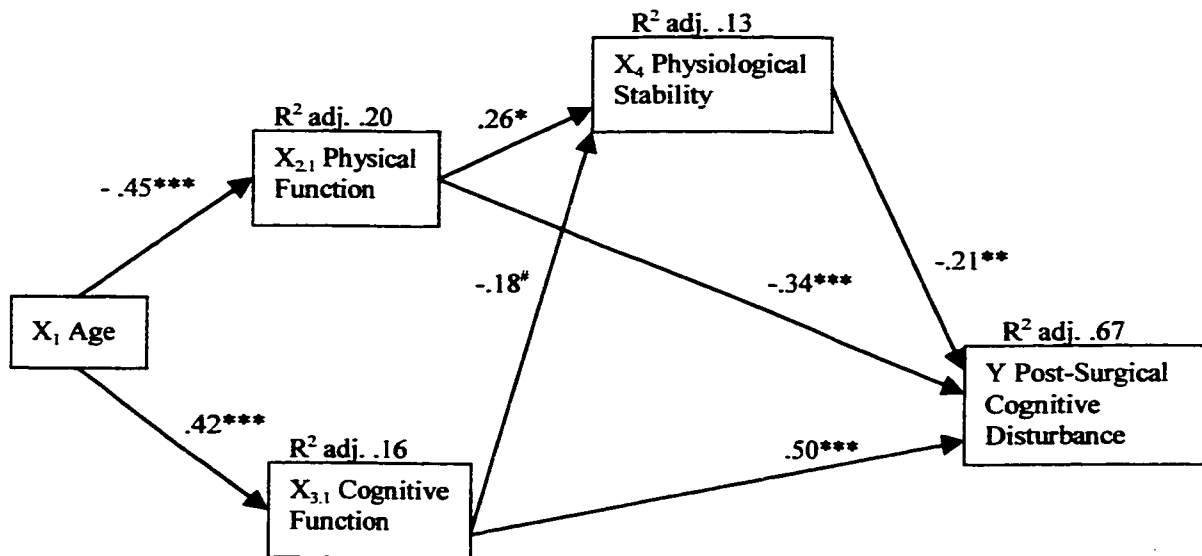 R² adj. .13
X₄ Physiological
Stability
R² adj. .20
X₂.₁ Physical
Function
.26*
- .45***
-.18#
-.34***
-.21**
X₁ Age
R² adj. .67
Y Post-Surgical
Cognitive
Disturbance
.42***
R² adj. .16
X₃.₁ Cognitive
Function
.50***